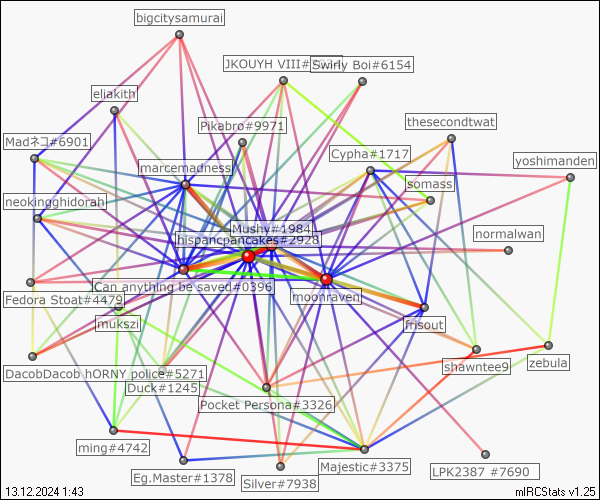 bigcitysamurai
JKOUYH VIII#
Swirly Boi#6154
eliakith
Pikabro#9971
thesecondtwat
Madネコ#6901
Cypha#1717
yoshimanden
marcemadness
somass
neokingghidorah
Mushy#1984
normalwan
hispancpancakes#2928
Can anything be saved#0396
Fedora Stoat#4479
moonraven
mukszi
frisout
DacobDacob hORNY police#5271
shawntee9
zebula
Duck#1245
Pocket Persona#3326
ming#4742
Eg.Master#1378
Majestic#3375
LPK2387 #7690
Silver#7938
13.12.2024 1:43
mIRCStats v1.25